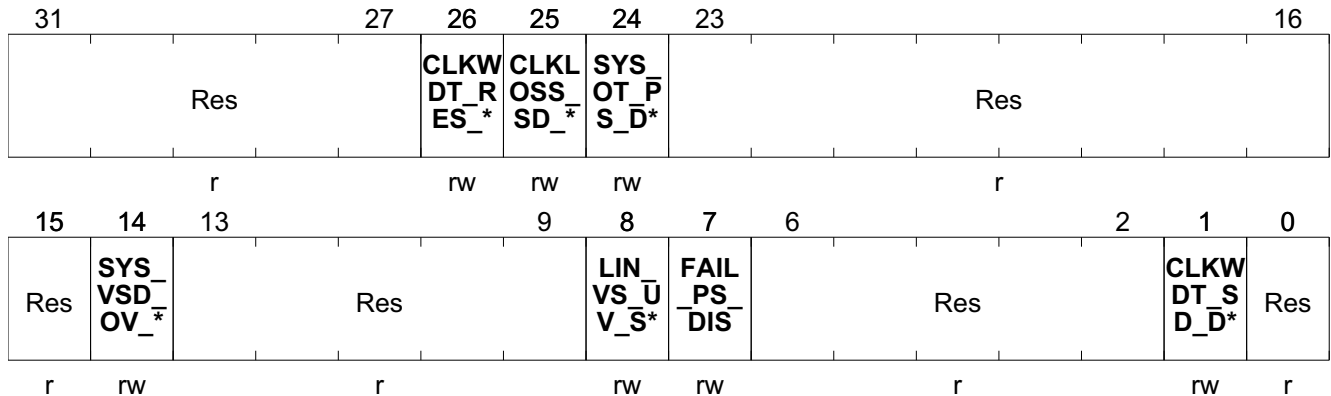 31 27 26 25 24 23 16
CLKW CLKL SYS_
DT_R OSS_ OT_P
Res ES_* SD_* S_D* Res
r rw rw rw r
15 14 13 9 8 7 6 2 1 0
SYS_ LIN_ FAIL CLKW
Res VSD_ Res VS_U _PS_ Res DT_S Res
OV_* V_S* DIS D_D*
r rw r rw rw r rw r